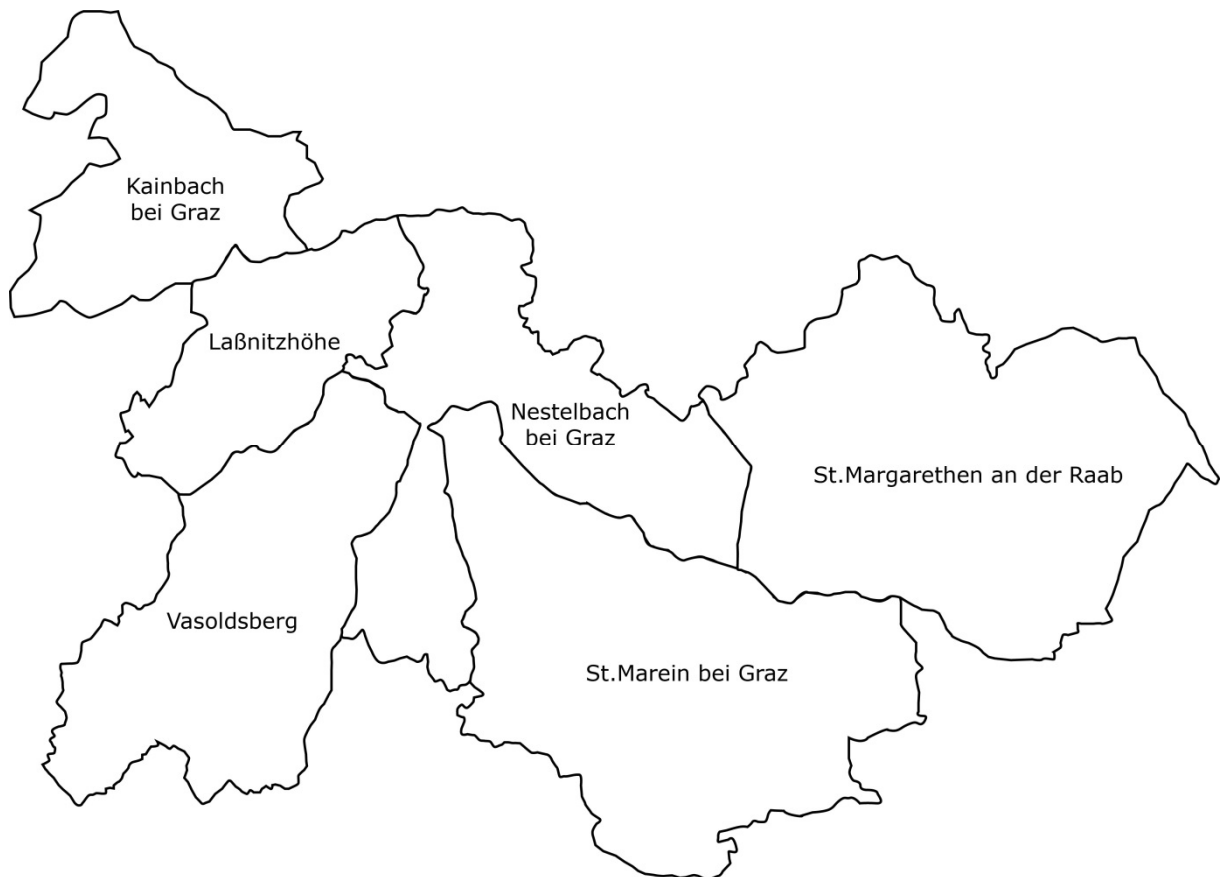 Kainbach
bei Graz
Laßnitzhöhe
Nestelbach
bei Graz
St.Margarethen an der Raab
Vasoldsberg
St.Marein bei Graz